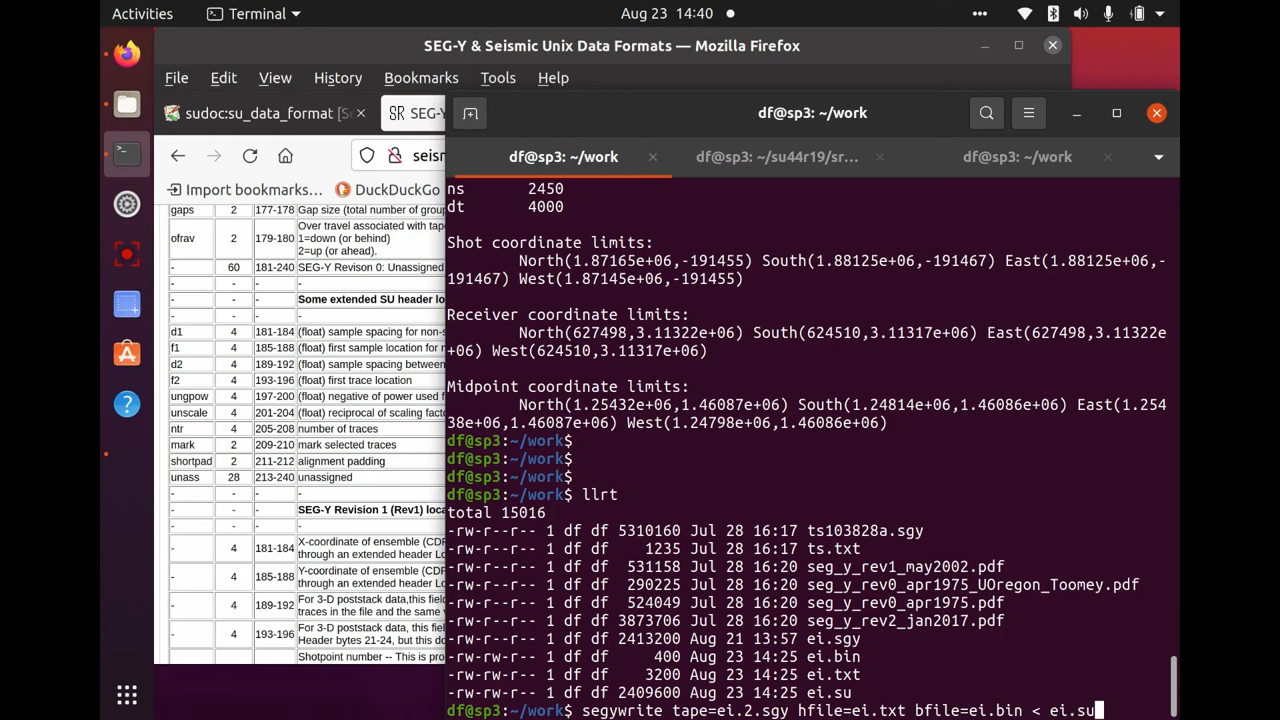 Activities Terminal Aug 23 14:40
SEG-Y & Seismic Unix Data Formats — Mozilla Firefox
File Edit View History Bookmarks Tools Help
sudoc:su_data_format [S
SR SEG-Y
seisn
Import bookmarks… DuckDuckGo
gaps 2 177-178 Gap size (total number of group
ofrav 2 179-180 Over travel associated with tape
1=down (or behind)
2=up (or ahead).
- 60 181-240 SEG-Y Revison 0: Unassigned
- - - -
- - - Some extended SU header lo
- - - -
d1 4 181-184 (float) sample spacing for non-s
f1 4 185-188 (float) first sample location for n
d2 4 189-192 (float) sample spacing between
f2 4 193-196 (float) first trace location
ungpow 4 197-200 (float) negative of power used f
unscale 4 201-204 (float) reciprocal of scaling facto
ntr 4 205-208 number of traces
mark 2 209-210 mark selected traces
shortpad 2 211-212 alignment padding
unass 28 213-240 unassigned
- - - -
- - - SEG-Y Revision 1 (Rev1) loca
- - - -
- 4 181-184 X-coordinate of ensemble (CDP
through an extended header Lo
- 4 185-188 Y-coordinate of ensemble (CDP
through an extended header Lo
- 4 189-192 For 3-D poststack data,this field
traces in the file and the same v
- 4 193-196 For 3-D poststack data, this fiel
Header bytes 21-24, but this do
Shotpoint number -- This is pro
df@sp3: ~/work
df@sp3: ~/work df@sp3: ~/su44r19/sr… df@sp3: ~/work
ns 2450
dt 4000
Shot coordinate limits:
North(1.87165e+06,-191455) South(1.88125e+06,-191467) East(1.88125e+06,-
191467) West(1.87145e+06,-191455)
Receiver coordinate limits:
North(627498,3.11322e+06) South(624510,3.11317e+06) East(627498,3.11322e
+06) West(624510,3.11317e+06)
Midpoint coordinate limits:
North(1.25432e+06,1.46087e+06) South(1.24814e+06,1.46086e+06) East(1.254
38e+06,1.46087e+06) West(1.24798e+06,1.46086e+06)
df@sp3:~/work$
df@sp3:~/work$
df@sp3:~/work$
df@sp3:~/work$ llrt
total 15016
-rw-r--r-- 1 df df 5310160 Jul 28 16:17 ts103828a.sgy
-rw-r--r-- 1 df df 1235 Jul 28 16:17 ts.txt
-rw-r--r-- 1 df df 531158 Jul 28 16:20 seg_y_rev1_may2002.pdf
-rw-r--r-- 1 df df 290225 Jul 28 16:20 seg_y_rev0_apr1975_UOregon_Toomey.pdf
-rw-r--r-- 1 df df 524049 Jul 28 16:20 seg_y_rev0_apr1975.pdf
-rw-r--r-- 1 df df 3873706 Jul 28 16:20 seg_y_rev2_jan2017.pdf
-rw-rw-r-- 1 df df 2413200 Aug 21 13:57 ei.sgy
-rw-rw-r-- 1 df df 400 Aug 23 14:25 ei.bin
-rw-rw-r-- 1 df df 3200 Aug 23 14:25 ei.txt
-rw-rw-r-- 1 df df 2409600 Aug 23 14:25 ei.su
df@sp3:~/work$ segywrite tape=ei.2.sgy hfile=ei.txt bfile=ei.bin < ei.su